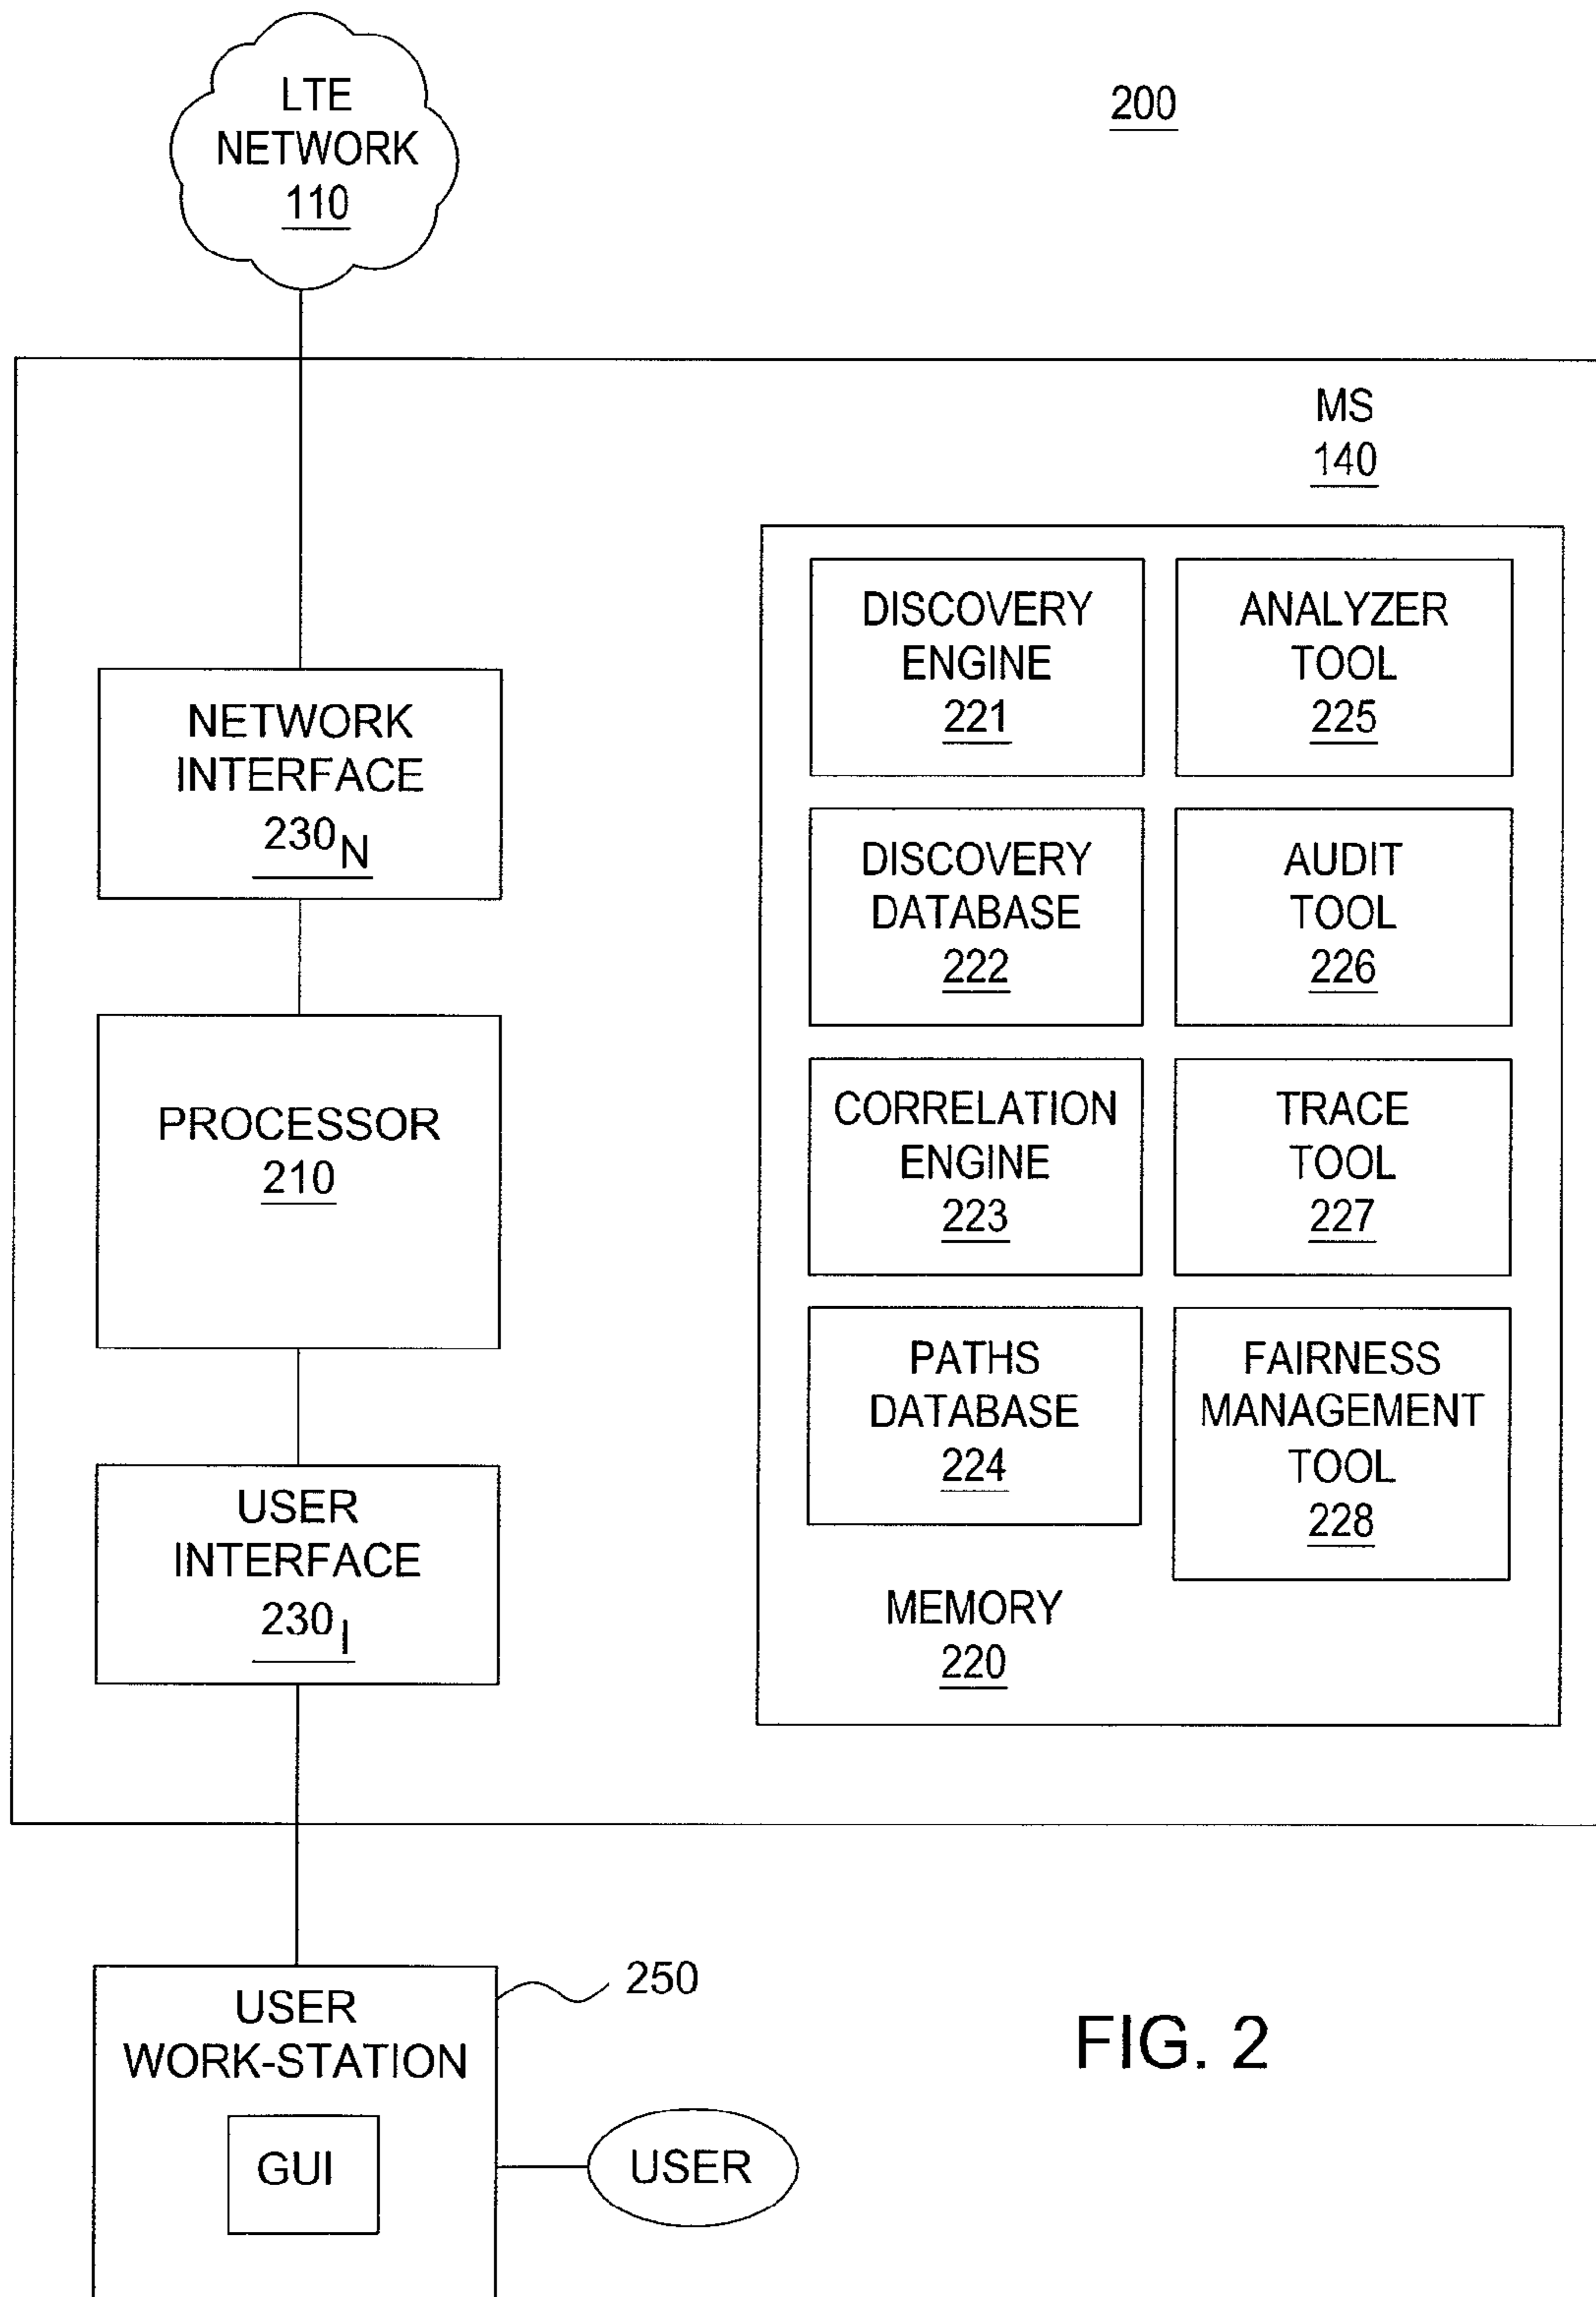 LTE
NETWORK
110
200
MS
140
NETWORK
INTERFACE
230N
PROCESSOR
210
USER
INTERFACE
230I
DISCOVERY
ENGINE
221
ANALYZER
TOOL
225
DISCOVERY
DATABASE
222
AUDIT
TOOL
226
CORRELATION
ENGINE
223
TRACE
TOOL
227
PATHS
DATABASE
224
FAIRNESS
MANAGEMENT
TOOL
228
MEMORY
220
250
USER
WORK-STATION
GUI
USER
FIG. 2